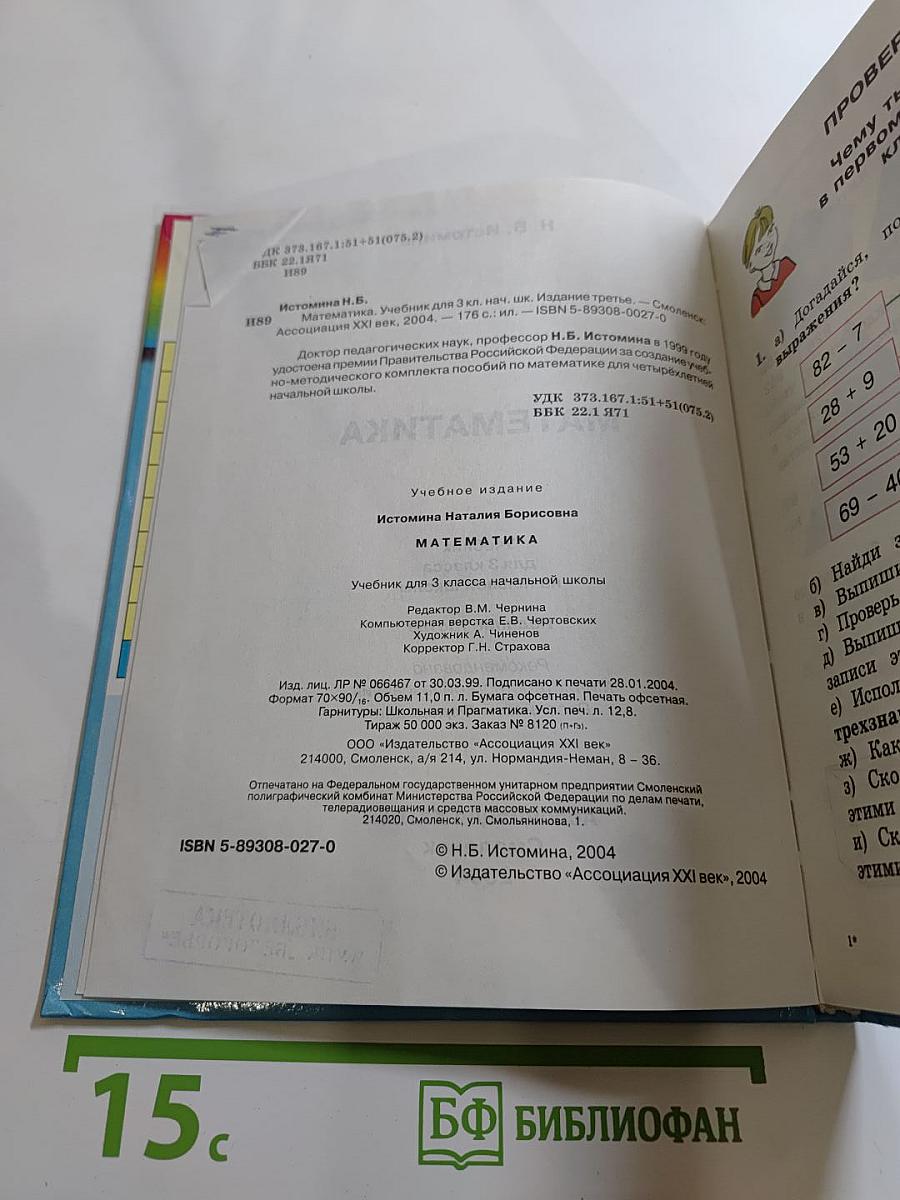 ДК 373.167.1:51+51(075.2)
ББК 22.1Я71
И89
Истомина Н.Б.
И89 Математика. Учебник для 3 кл. нач. шк. Издание третье. — Смоленск:
Ассоциация XXI век, 2004. — 176 с.: ил. — ISBN 5-89308-0027-0
Доктор педагогических наук, профессор Н.Б. Истомина в 1999 году
удостоена премии Правительства Российской Федерации за создание учеб-
но-методического комплекта пособий по математике для четырёхлетней
начальной школы.
УДК 373.167.1:51+51(075.2)
ББК 22.1 Я71
Учебное издание
Истомина Наталия Борисовна
МАТЕМАТИКА
Учебник для 3 класса начальной школы
Редактор В.М. Чернина
Компьютерная верстка Е.В. Чертовских
Художник А. Чиненов
Корректор Г.Н. Страхова
Изд. лиц. ЛР № 066467 от 30.03.99. Подписано к печати 28.01.2004.
Формат 70×90/16. Объем 11,0 п. л. Бумага офсетная. Печать офсетная.
Гарнитуры: Школьная и Прагматика. Усл. печ. л. 12,8.
Тираж 50 000 экз. Заказ № 8120 (п+г).
ООО «Издательство «Ассоциация XXI век»
214000, Смоленск, а/я 214, ул. Нормандия-Неман, 8 – 36.
Отпечатано на Федеральном государственном унитарном предприятии Смоленский
полиграфический комбинат Министерства Российской Федерации по делам печати,
телерадиовещания и средств массовых коммуникаций.
214020, Смоленск, ул. Смольянинова, 1.
ISBN 5-89308-027-0
© Н.Б. Истомина, 2004
© Издательство «Ассоциация XXI век», 2004
ПРОВЕР
Чему ты
в первом
кл
1. а) Догадайся, по
выражения?
82 – 7
28 + 9
53 + 20
69 – 40
б) Найди з
в) Выпиши
г) Проверь
д) Выпиш
записи эт
е) Испол
трехзна
ж) Как
з) Ско
этими
и) Ск
этими
1*
15 с
БФ БИБЛИОФАН